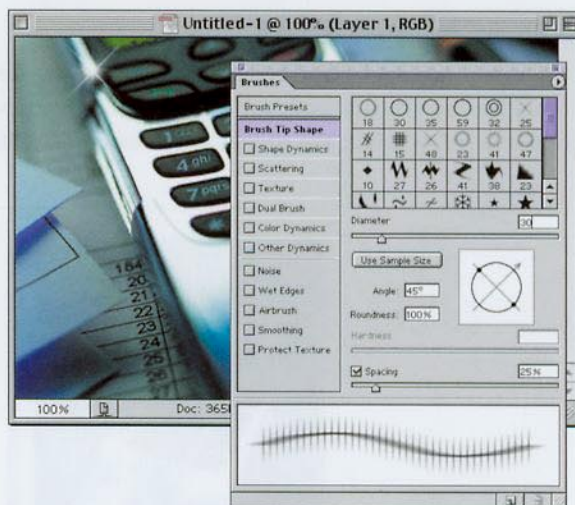 Untitled-1 @ 100% (Layer 1, RGB)
Brushes
Brush Presets
Brush Tip Shape
Shape Dynamics
Scattering
Texture
Dual Brush
Color Dynamics
Other Dynamics
Noise
Wet Edges
Airbrush
Smoothing
Protect Texture
18 30 35 59 32 25
14 15 48 23 41 47
10 27 26 41 38 23
Diameter 30
Use Sample Size
Angle: 45°
Roundness: 100%
Hardness
Spacing 25%
4 ghi
7 pqrs
184
20
21
22
23
24
25
26
100% Doc: